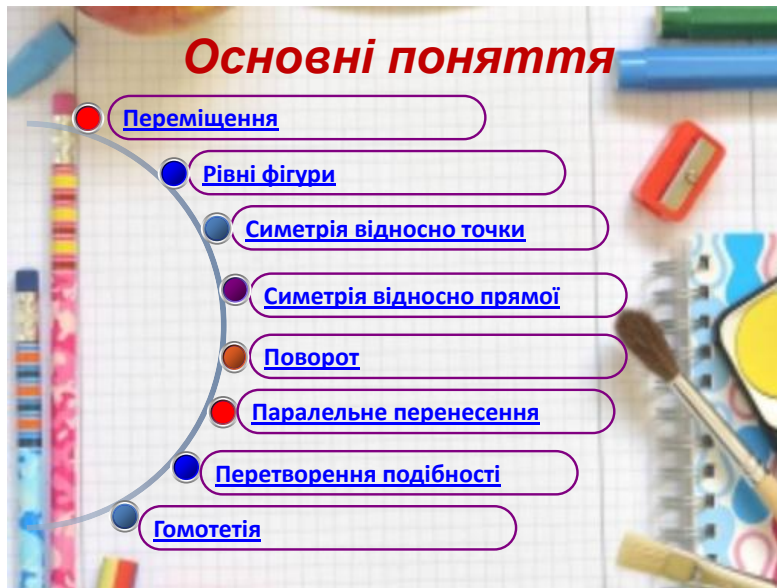 Основні поняття
Переміщення
Рівні фігури
Симетрія відносно точки
Симетрія відносно прямої
Поворот
Паралельне перенесення
Перетворення подібності
Гомотетія